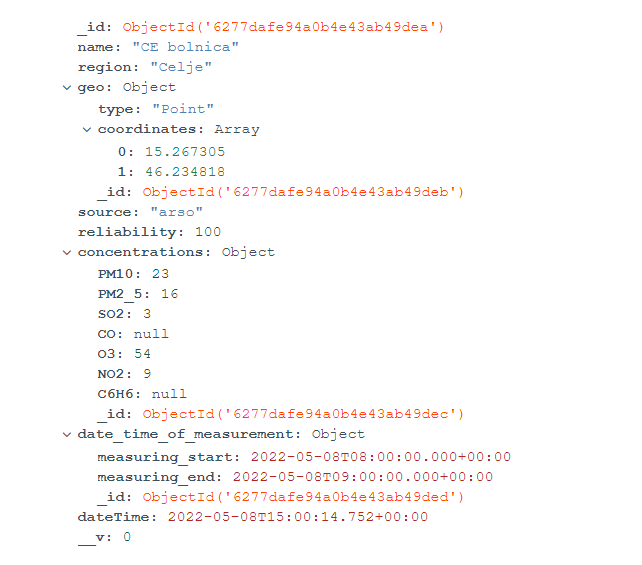 _id: ObjectId('6277dafe94a0b4e43ab49dea')
name: "CE bolnica"
region: "Celje"
geo: Object
type: "Point"
coordinates: Array
0: 15.267305
1: 46.234818
_id: ObjectId('6277dafe94a0b4e43ab49deb')
source: "arso"
reliability: 100
concentrations: Object
PM10: 23
PM2_5: 16
SO2: 3
CO: null
O3: 54
NO2: 9
C6H6: null
_id: ObjectId('6277dafe94a0b4e43ab49dec')
date_time_of_measurement: Object
measuring_start: 2022-05-08T08:00:00.000+00:00
measuring_end: 2022-05-08T09:00:00.000+00:00
_id: ObjectId('6277dafe94a0b4e43ab49ded')
dateTime: 2022-05-08T15:00:14.752+00:00
__v: 0